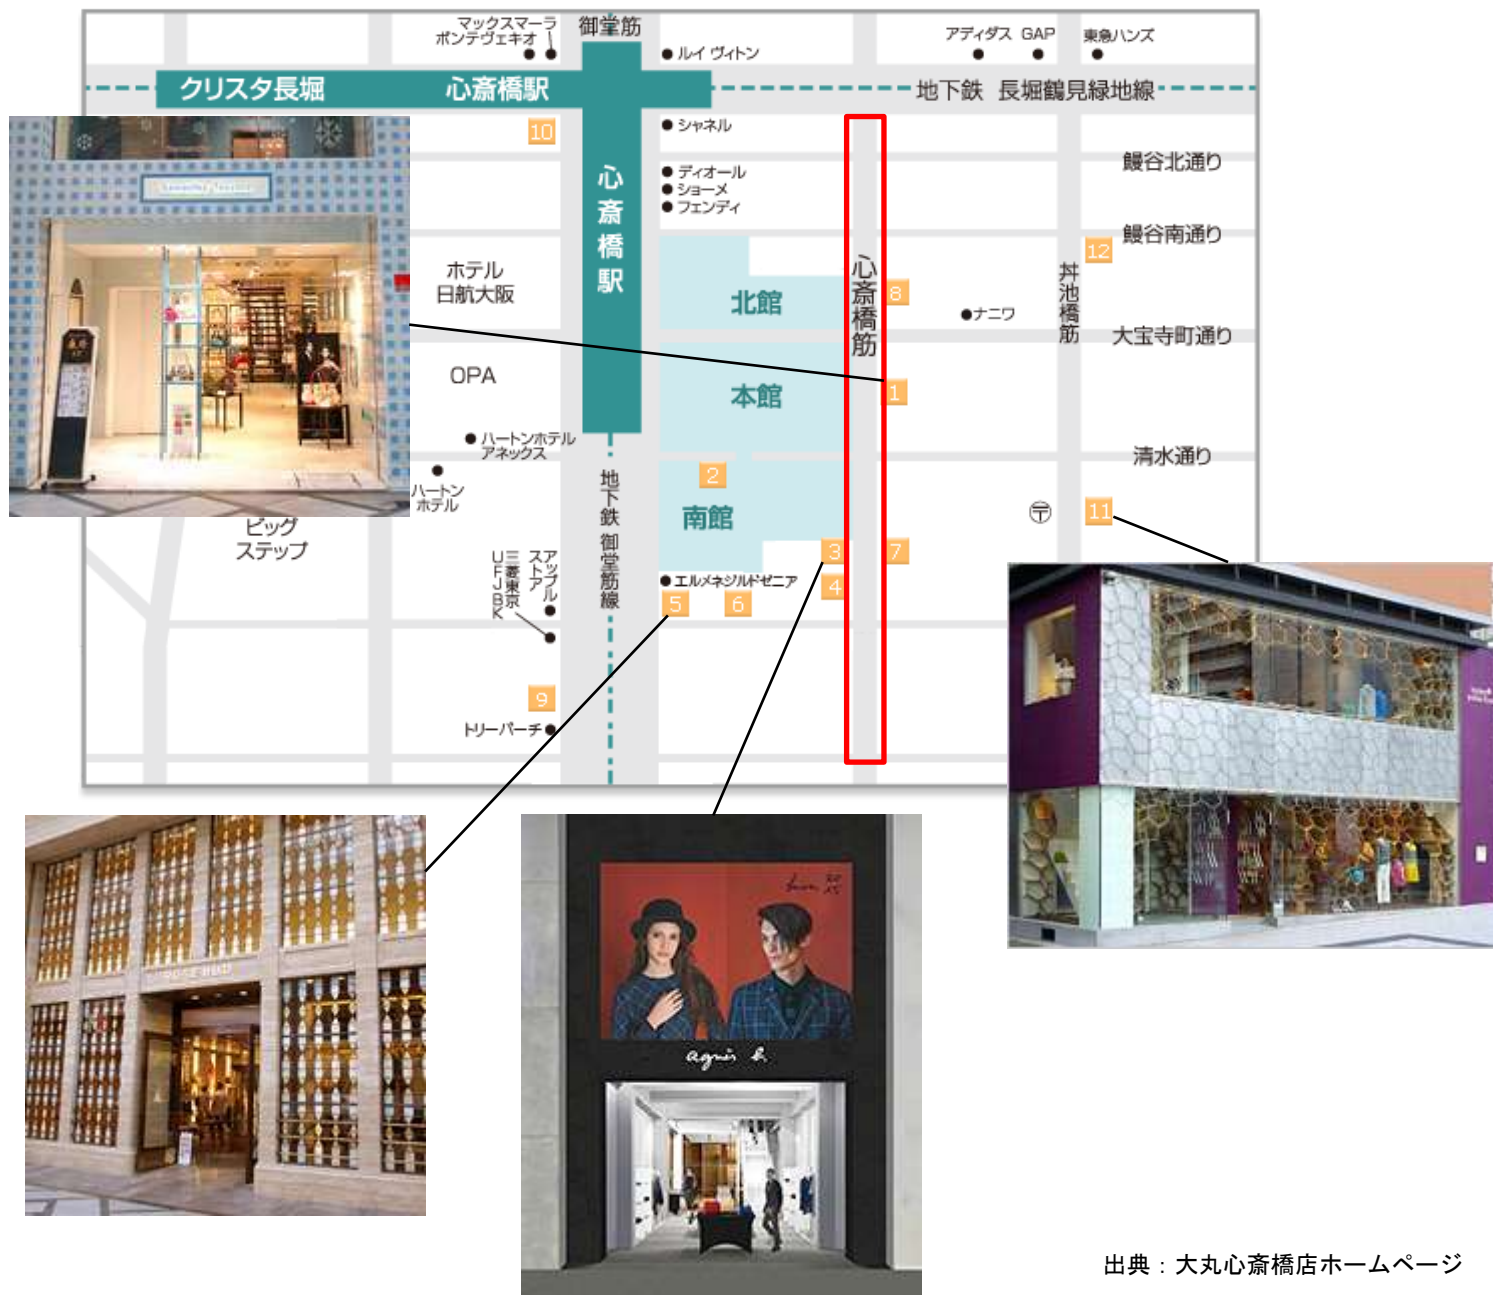 マックスマーラ
ポンテヴェキオ
御堂筋
ルイ ヴィトン
アディダス GAP
東急ハンズ
クリスタ長堀
心斎橋駅
地下鉄 長堀鶴見緑地線
10
シャネル
鰻谷北通り
ディオール
ショーメ
フェンディ
心斎橋駅
鰻谷南通り
12
ホテル
日航大阪
北館
心斎橋筋
8
丼池橋筋
ナニワ
大宝寺町通り
OPA
本館
1
ハートンホテル
アネックス
清水通り
ハートン
ホテル
2
地下鉄 御堂筋線
南館
〒
11
ビッグ
ステップ
アップル
ストア
三菱東京
UFJBK
3
7
エルメネジルドゼニア
4
5
6
9
トリーバーチ
agnès b.
出典：大丸心斎橋店ホームページ